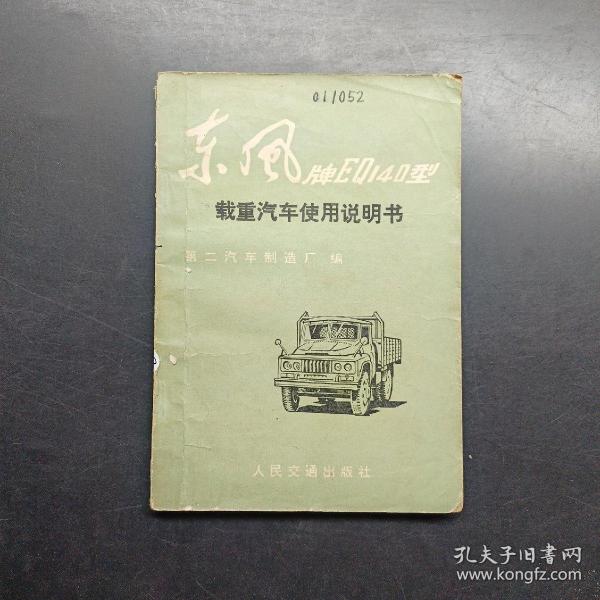 011052
东风牌EQ140型
载重汽车使用说明书
第二汽车制造厂 编
人民交通出版社
孔夫子旧书网
www.kongfz.com